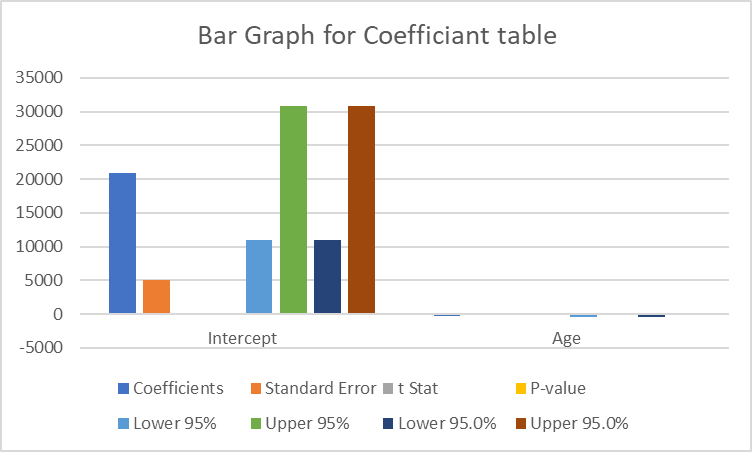 Bar Graph for Coefficiant table
35000
30000
25000
20000
15000
10000
5000
0
-5000
Intercept Age
Coefficients Standard Error t Stat P-value
Lower 95% Upper 95% Lower 95.0% Upper 95.0%